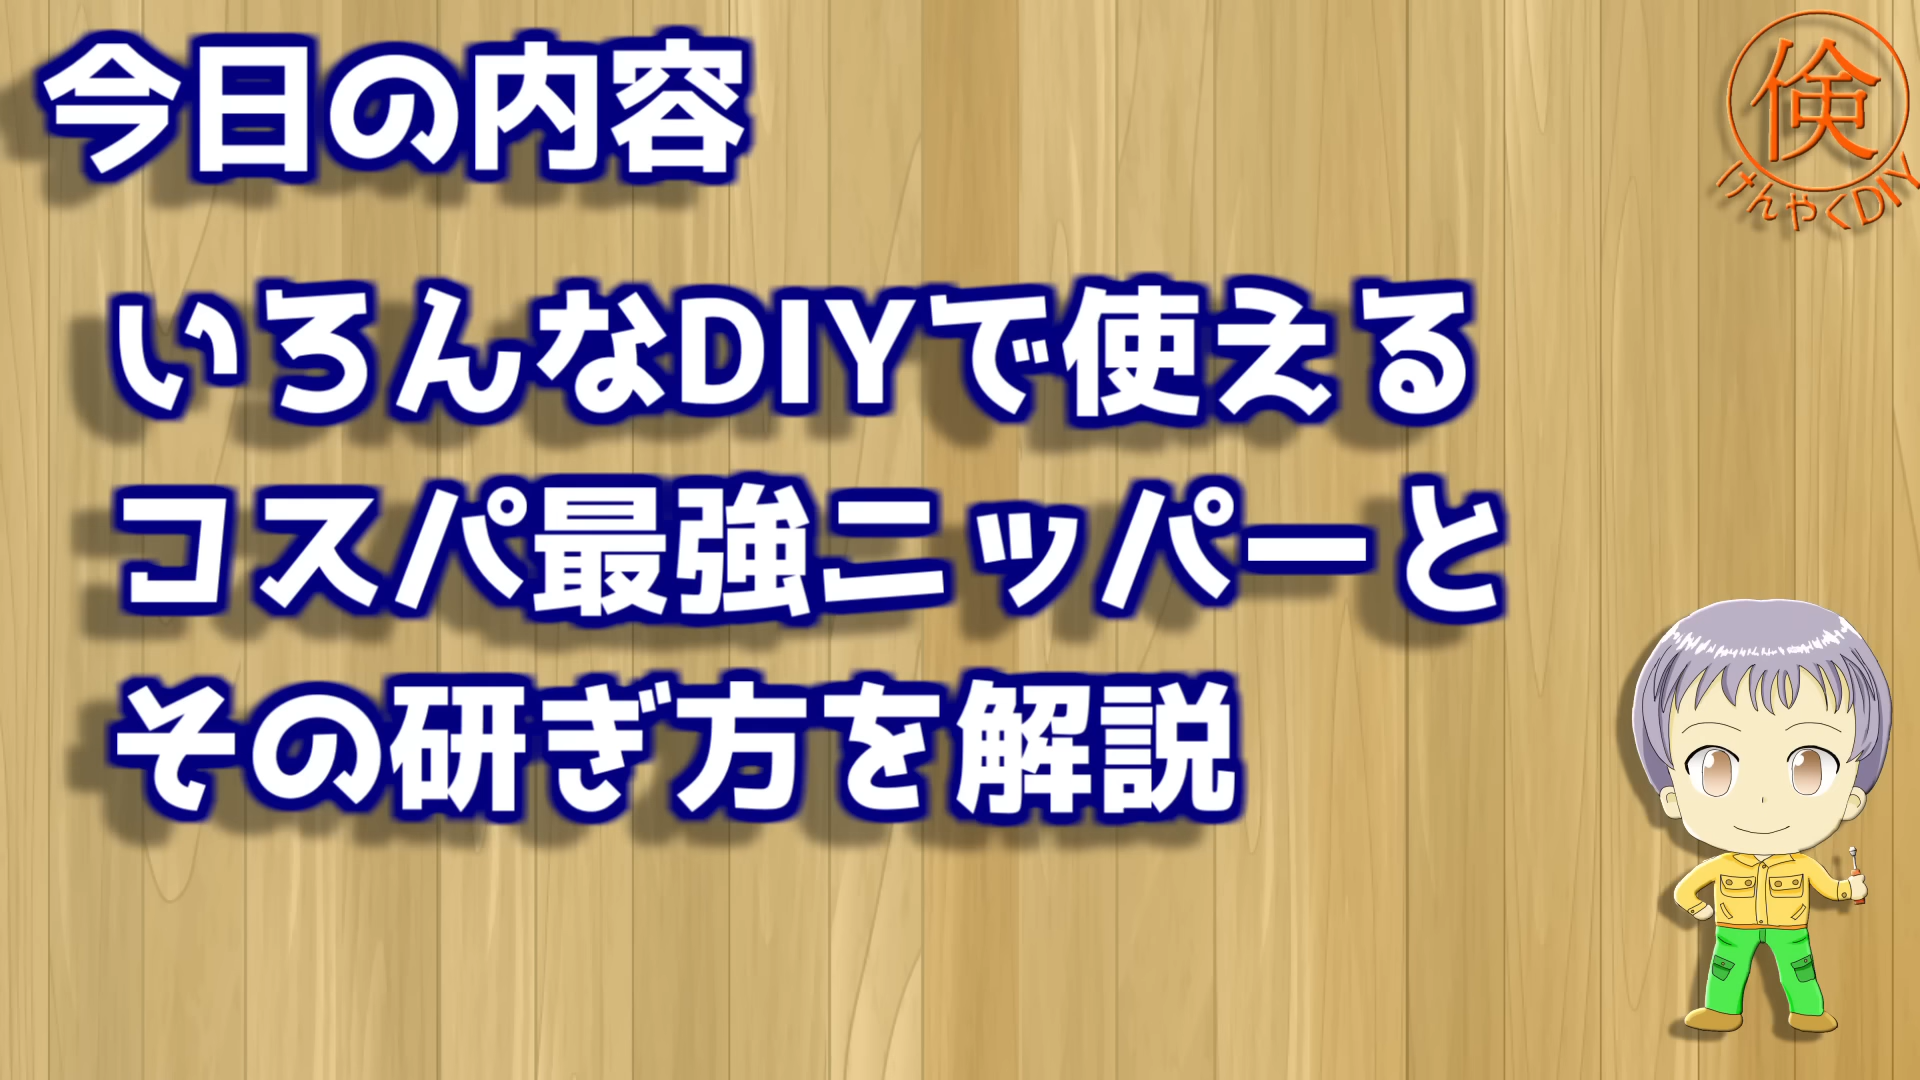 今日の内容
倹
けんやくDIY
いろんなDIYで使える
コスパ最強ニッパーと
その研ぎ方を解説